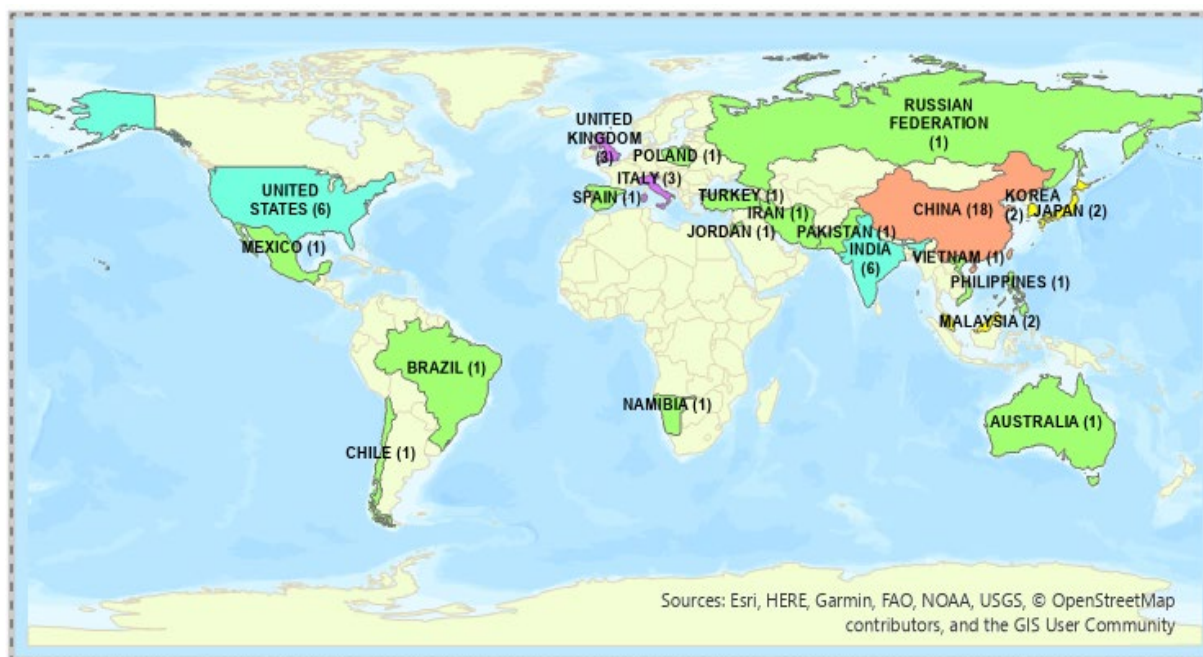 RUSSIAN
FEDERATION
(1)
UNITED
KINGDOM
(3)
POLAND (1)
ITALY (3)
SPAIN (1)
TURKEY (1)
IRAN (1)
JORDAN (1)
PAKISTAN (1)
CHINA (18)
KOREA
(2)
JAPAN (2)
UNITED
STATES (6)
MEXICO (1)
INDIA
(6)
VIETNAM (1)
PHILIPPINES (1)
MALAYSIA (2)
BRAZIL (1)
NAMIBIA (1)
AUSTRALIA (1)
CHILE (1)
Sources: Esri, HERE, Garmin, FAO, NOAA, USGS, © OpenStreetMap
contributors, and the GIS User Community